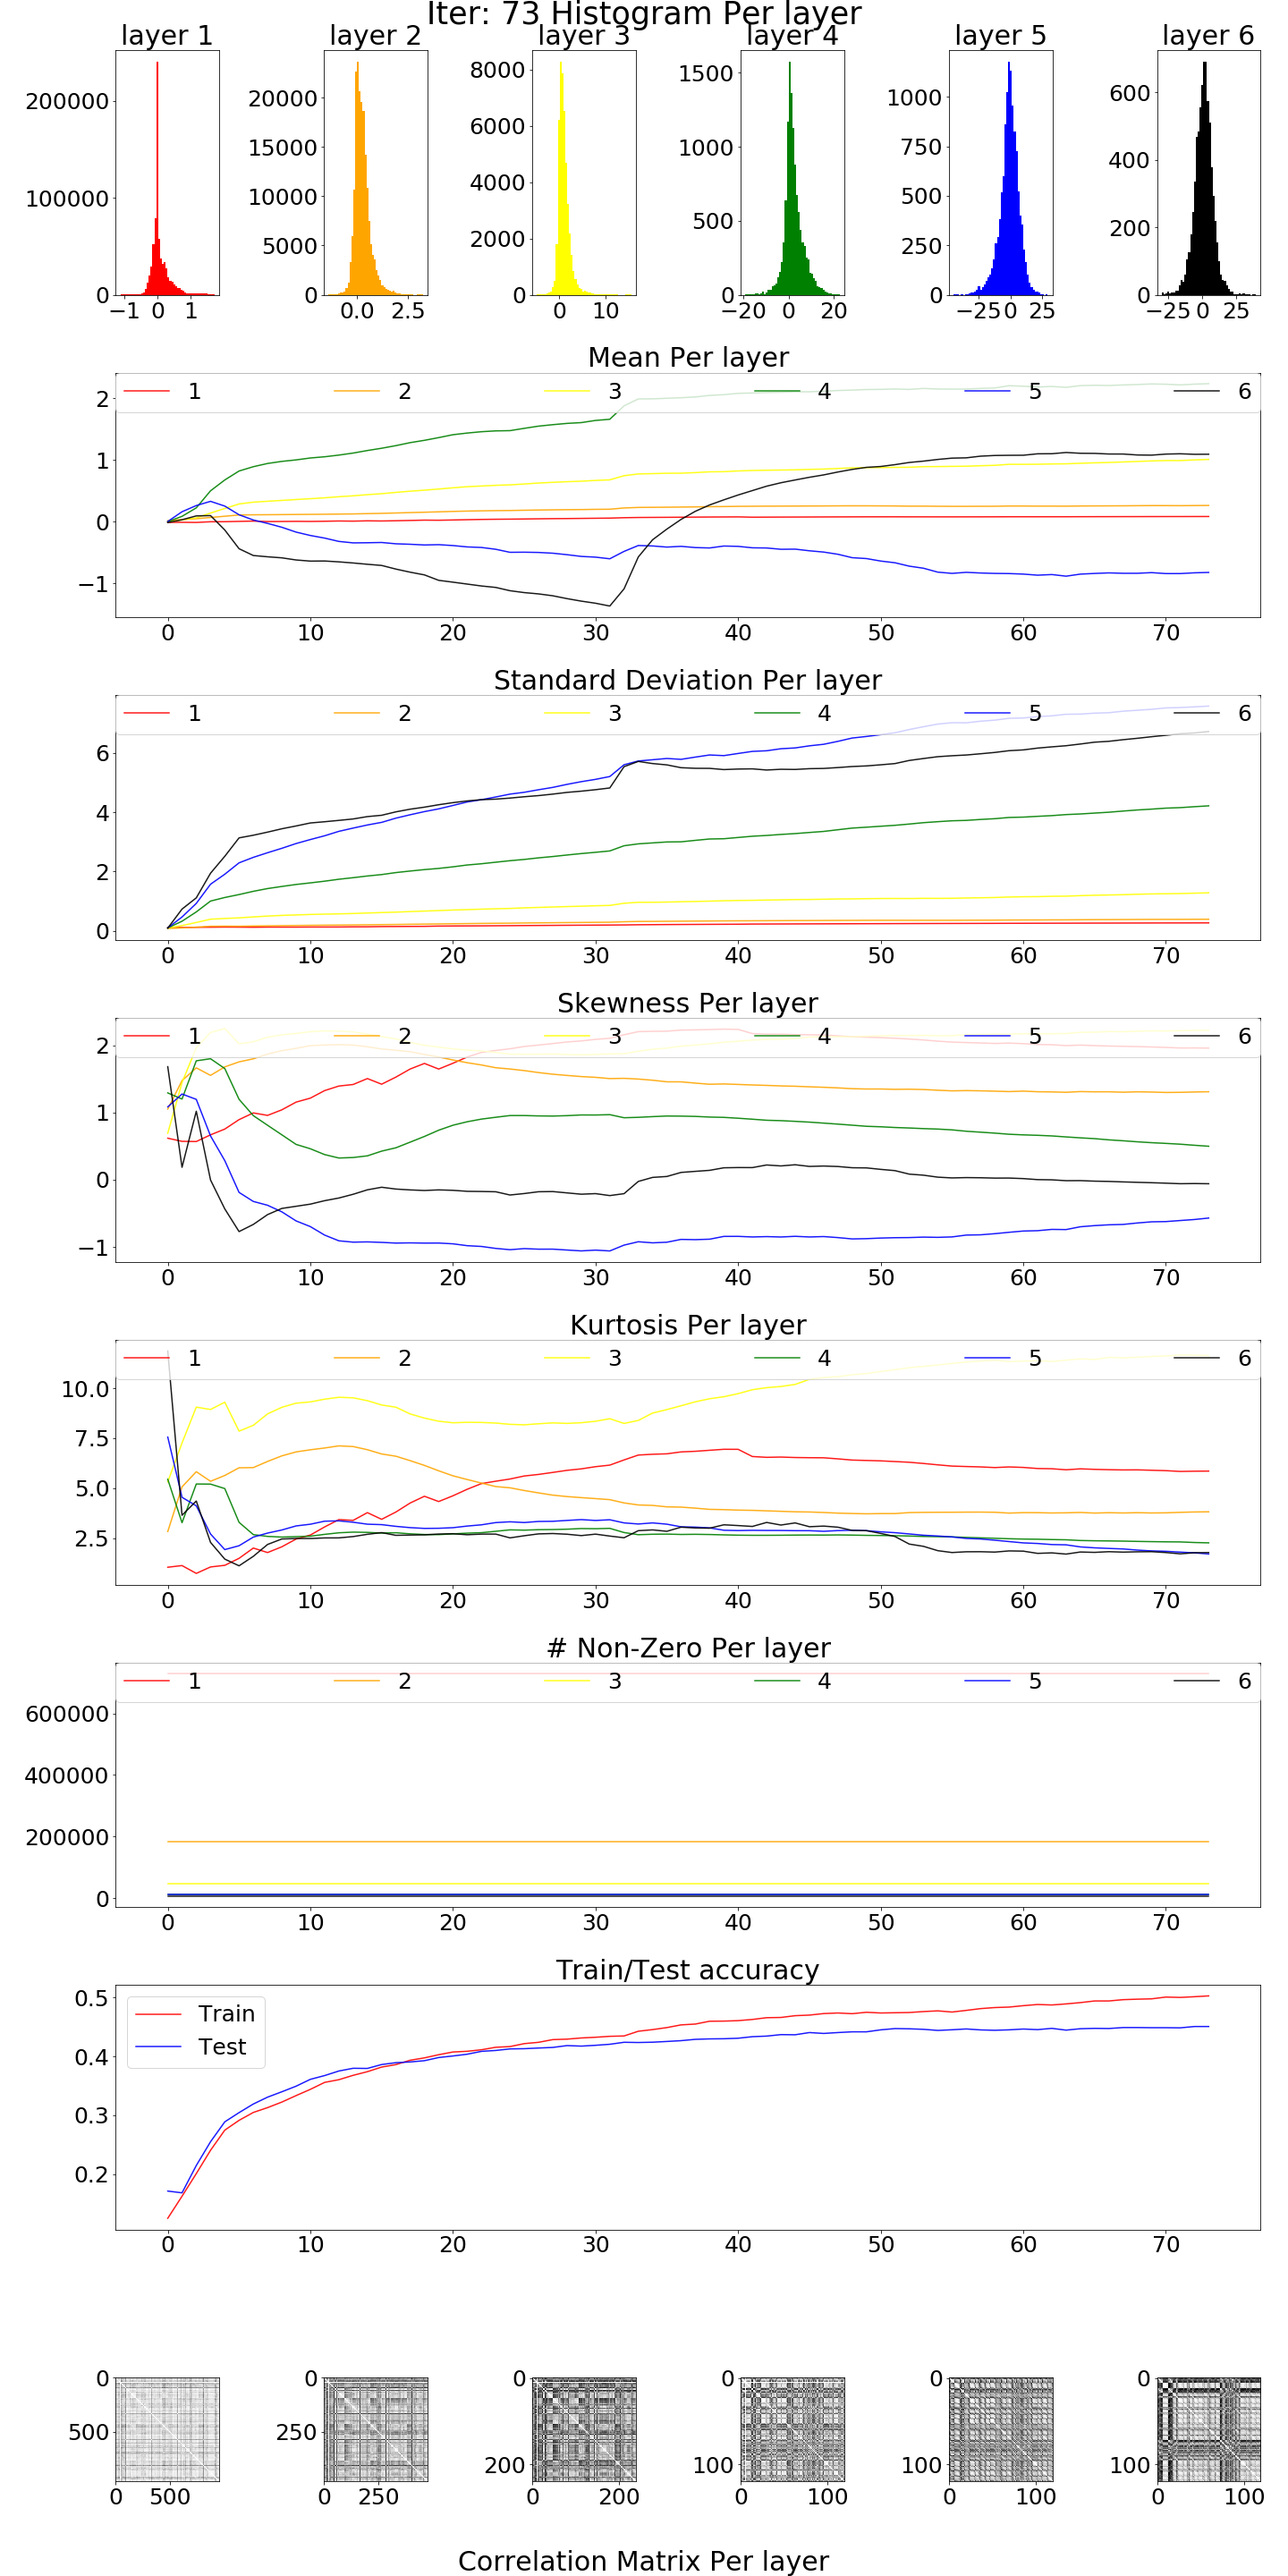 Iter: 73 Histogram Per layer
layer 1 layer 2 layer 3 layer 4 layer 5 layer 6
200000 100000 0 −1 0 1
20000 15000 10000 5000 0 0.0 2.5
8000 6000 4000 2000 0 0 10
1500 1000 500 0 −20 0 20
1000 750 500 250 0 −25 0 25
600 400 200 0 −25 0 25
Mean Per layer
1 2 3 4 5 6
2
1
0
−1
0 10 20 30 40 50 60 70
Standard Deviation Per layer
1 2 3 4 5 6
6
4
2
0
0 10 20 30 40 50 60 70
Skewness Per layer
1 2 3 4 5 6
2
1
0
−1
0 10 20 30 40 50 60 70
Kurtosis Per layer
1 2 3 4 5 6
10.0
7.5
5.0
2.5
0 10 20 30 40 50 60 70
# Non-Zero Per layer
1 2 3 4 5 6
600000
400000
200000
0
0 10 20 30 40 50 60 70
Train/Test accuracy
Train
Test
0.5
0.4
0.3
0.2
0 10 20 30 40 50 60 70
0 500 0 500
0 250 0 250
0 200 0 200
0 100 0 100
0 100 0 100
0 100 0 100
Correlation Matrix Per layer